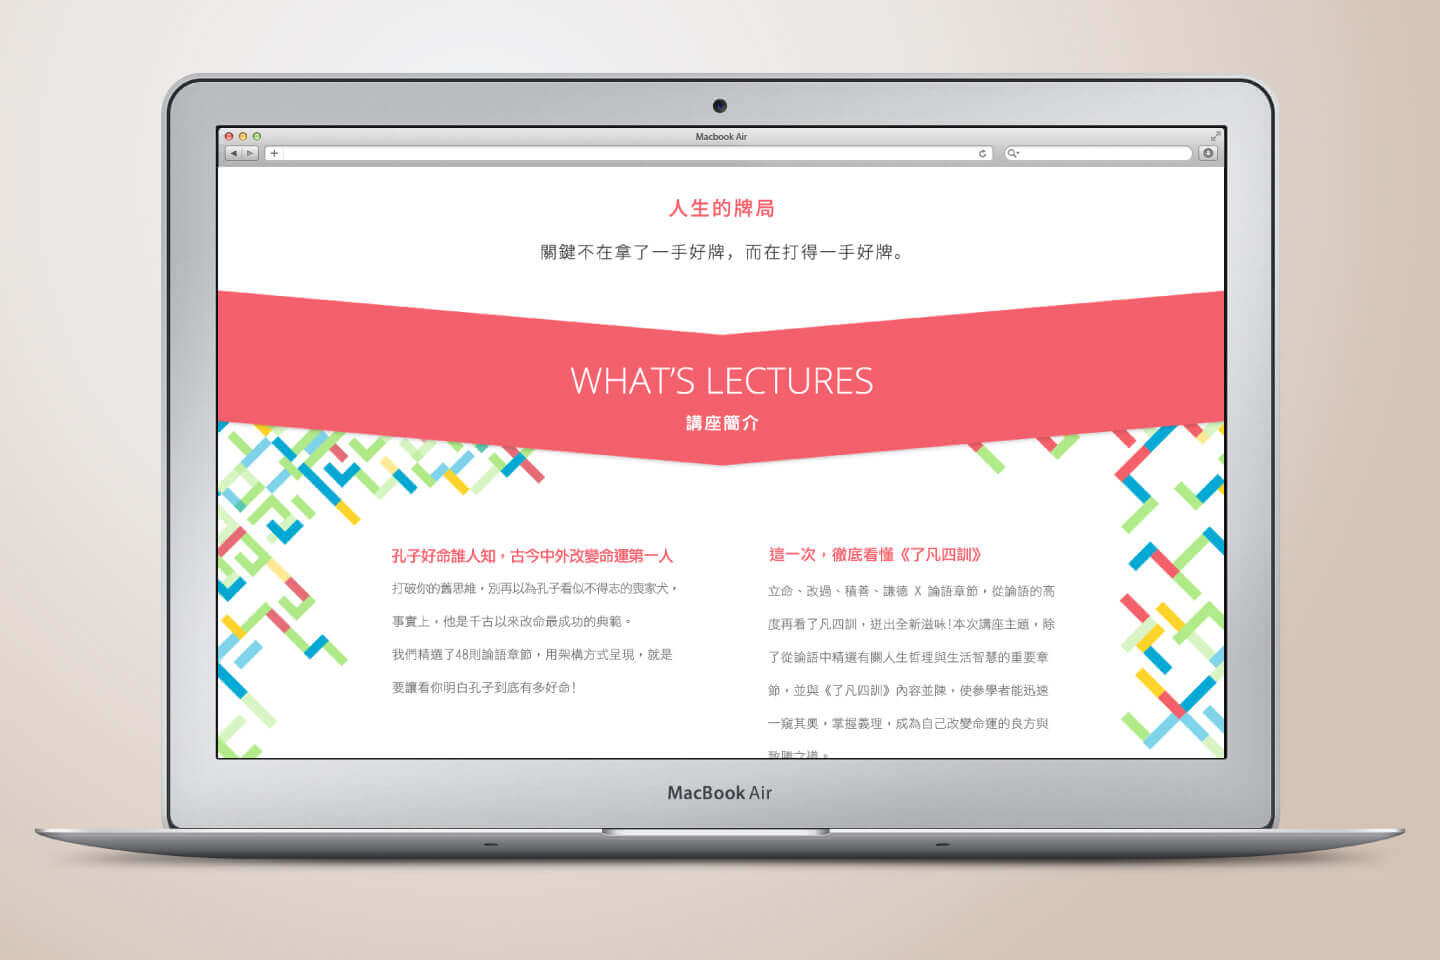 Macbook Air
人生的牌局
關鍵不在拿了一手好牌，而在打得一手好牌。
WHAT'S LECTURES
講座簡介
孔子好命誰人知，古今中外改變命運第一人
打破你的舊思維，別再以為孔子看似不得志的喪家犬，
事實上，他是千古以來改命最成功的典範。
我們精選了48則論語章節，用架構方式呈現，就是
要讓看你明白孔子到底有多好命！
這一次，徹底看懂《了凡四訓》
立命、改過、積善、謙德 X 論語章節，從論語的亮
度再看了凡四訓，迸出全新滋味！本次講座主題，除
了從論語中精選有關人生哲理與生活智慧的重要章
節，並與《了凡四訓》內容並陳，使參學者能迅速
一窺其奧，掌握義理，成為自己改變命運的良方與
MacBook Air